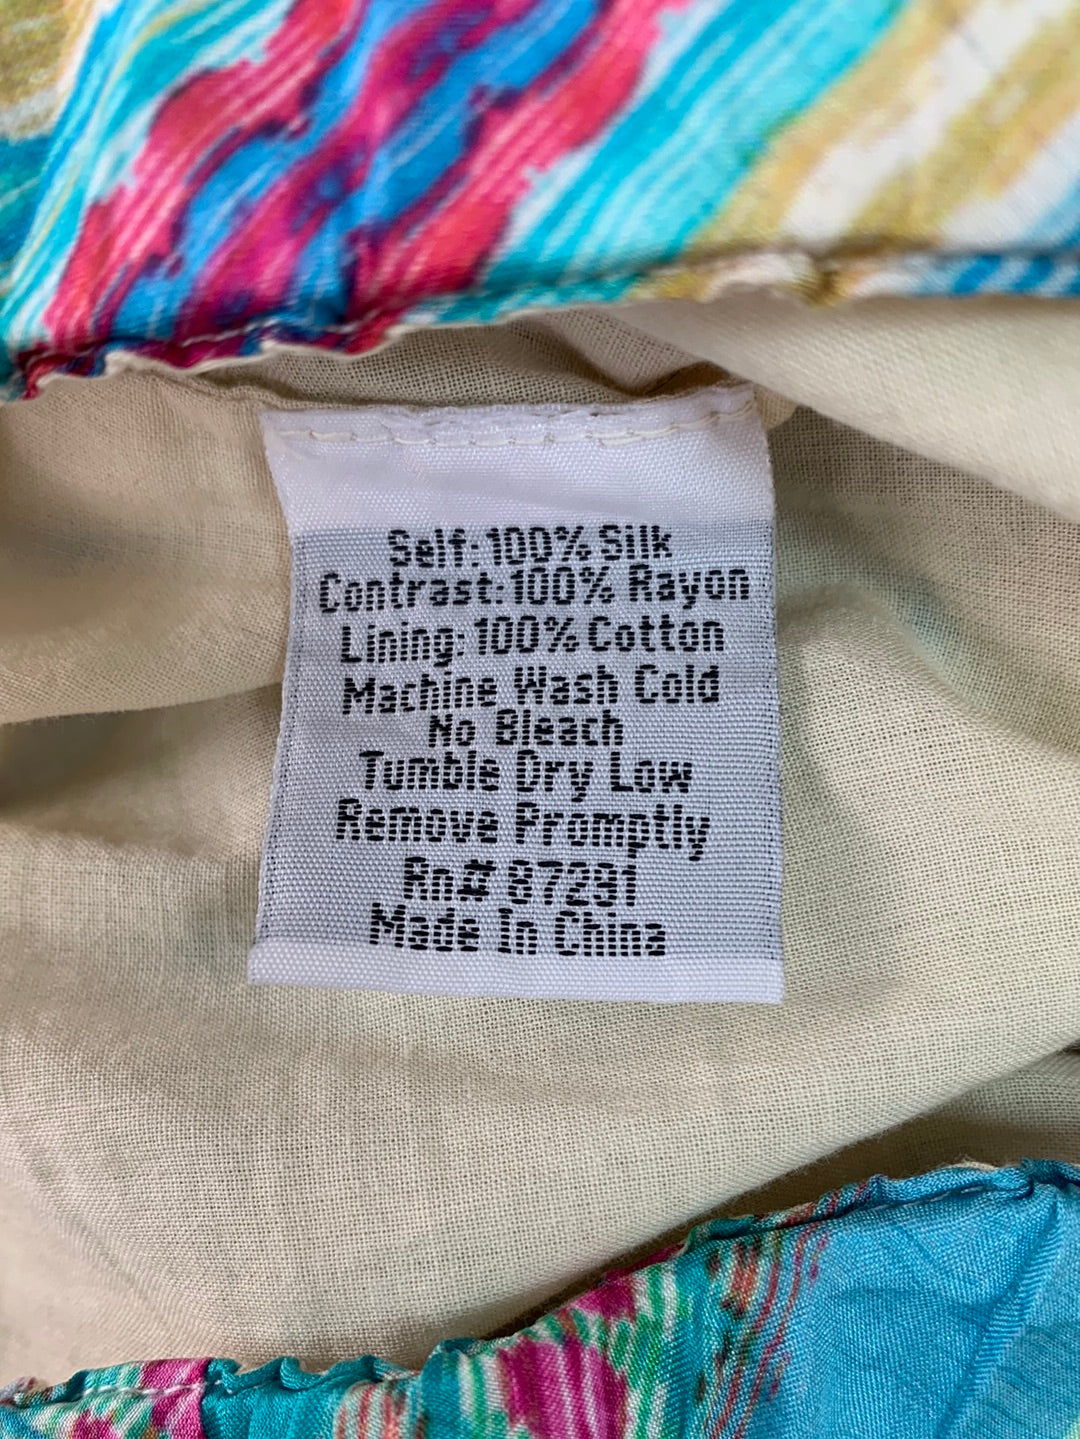 Self: 100% Silk
Contrast: 100% Rayon
Lining: 100% Cotton
Machine Wash Cold
No Bleach
Tumble Dry Low
Remove Promptly
Rn# 87291
Made In China